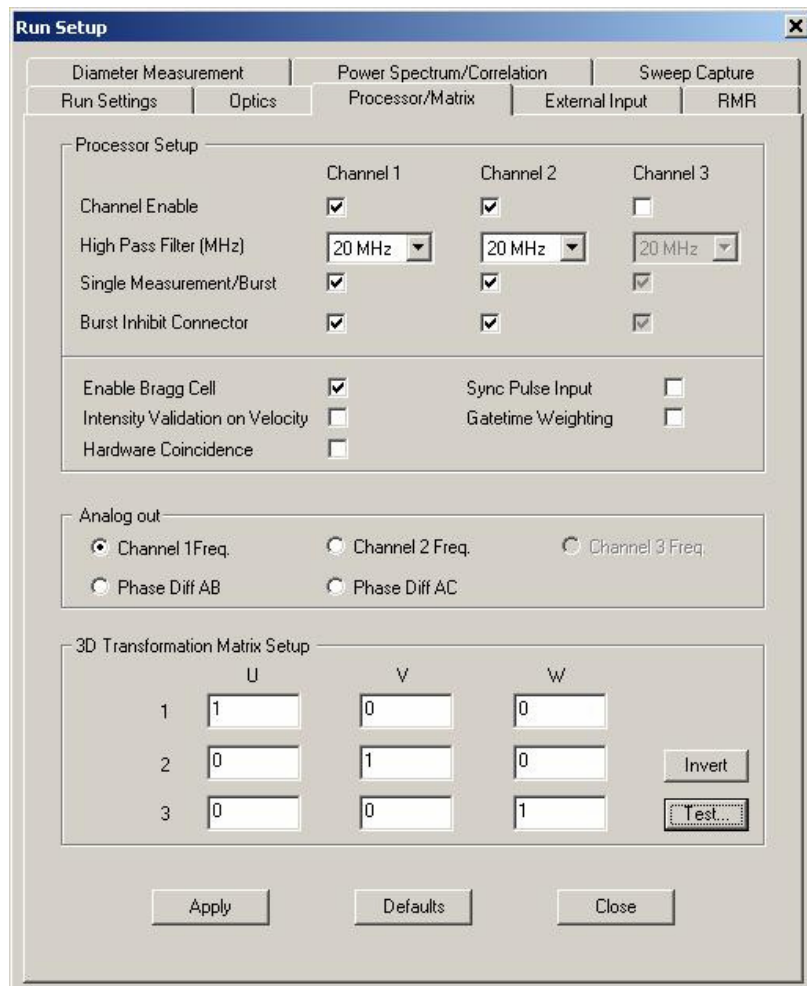 Run Setup
Diameter Measurement Power Spectrum/Correlation Sweep Capture
Run Settings Optics Processor/Matrix External Input RMR
Processor Setup
Channel 1 Channel 2 Channel 3
Channel Enable
High Pass Filter (MHz) 20 MHz 20 MHz 20 MHz
Single Measurement/Burst
Burst Inhibit Connector
Enable Bragg Cell Sync Pulse Input
Intensity Validation on Velocity Gatetime Weighting
Hardware Coincidence
Analog out
Channel 1Freq. Channel 2 Freq. Channel 3 Freq.
Phase Diff AB Phase Diff AC
3D Transformation Matrix Setup
U V W
1 1 0 0
2 0 1 0 Invert
3 0 0 1 Test...
Apply Defaults Close